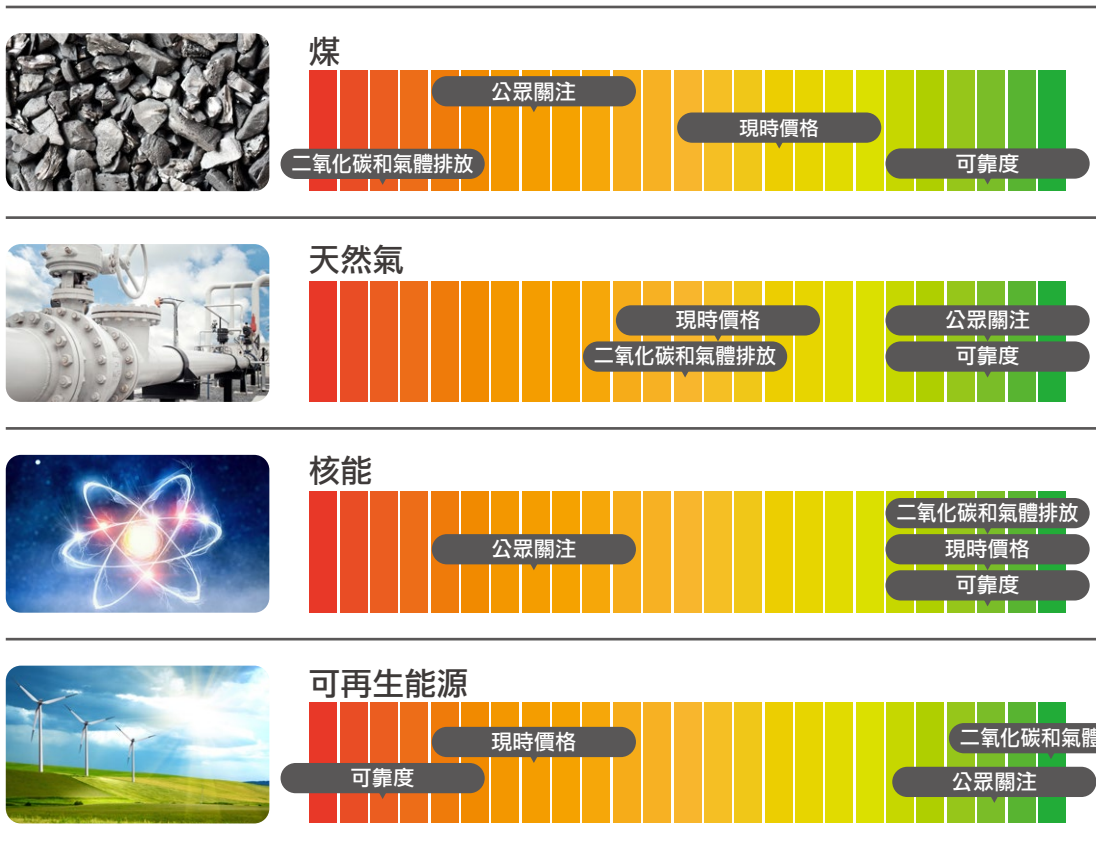 煤
公眾關注
現時價格
二氧化碳和氣體排放
可靠度
天然氣
現時價格
公眾關注
二氧化碳和氣體排放
可靠度
核能
二氧化碳和氣體排放
公眾關注
現時價格
可靠度
可再生能源
二氧化碳和氣體
現時價格
可靠度
公眾關注